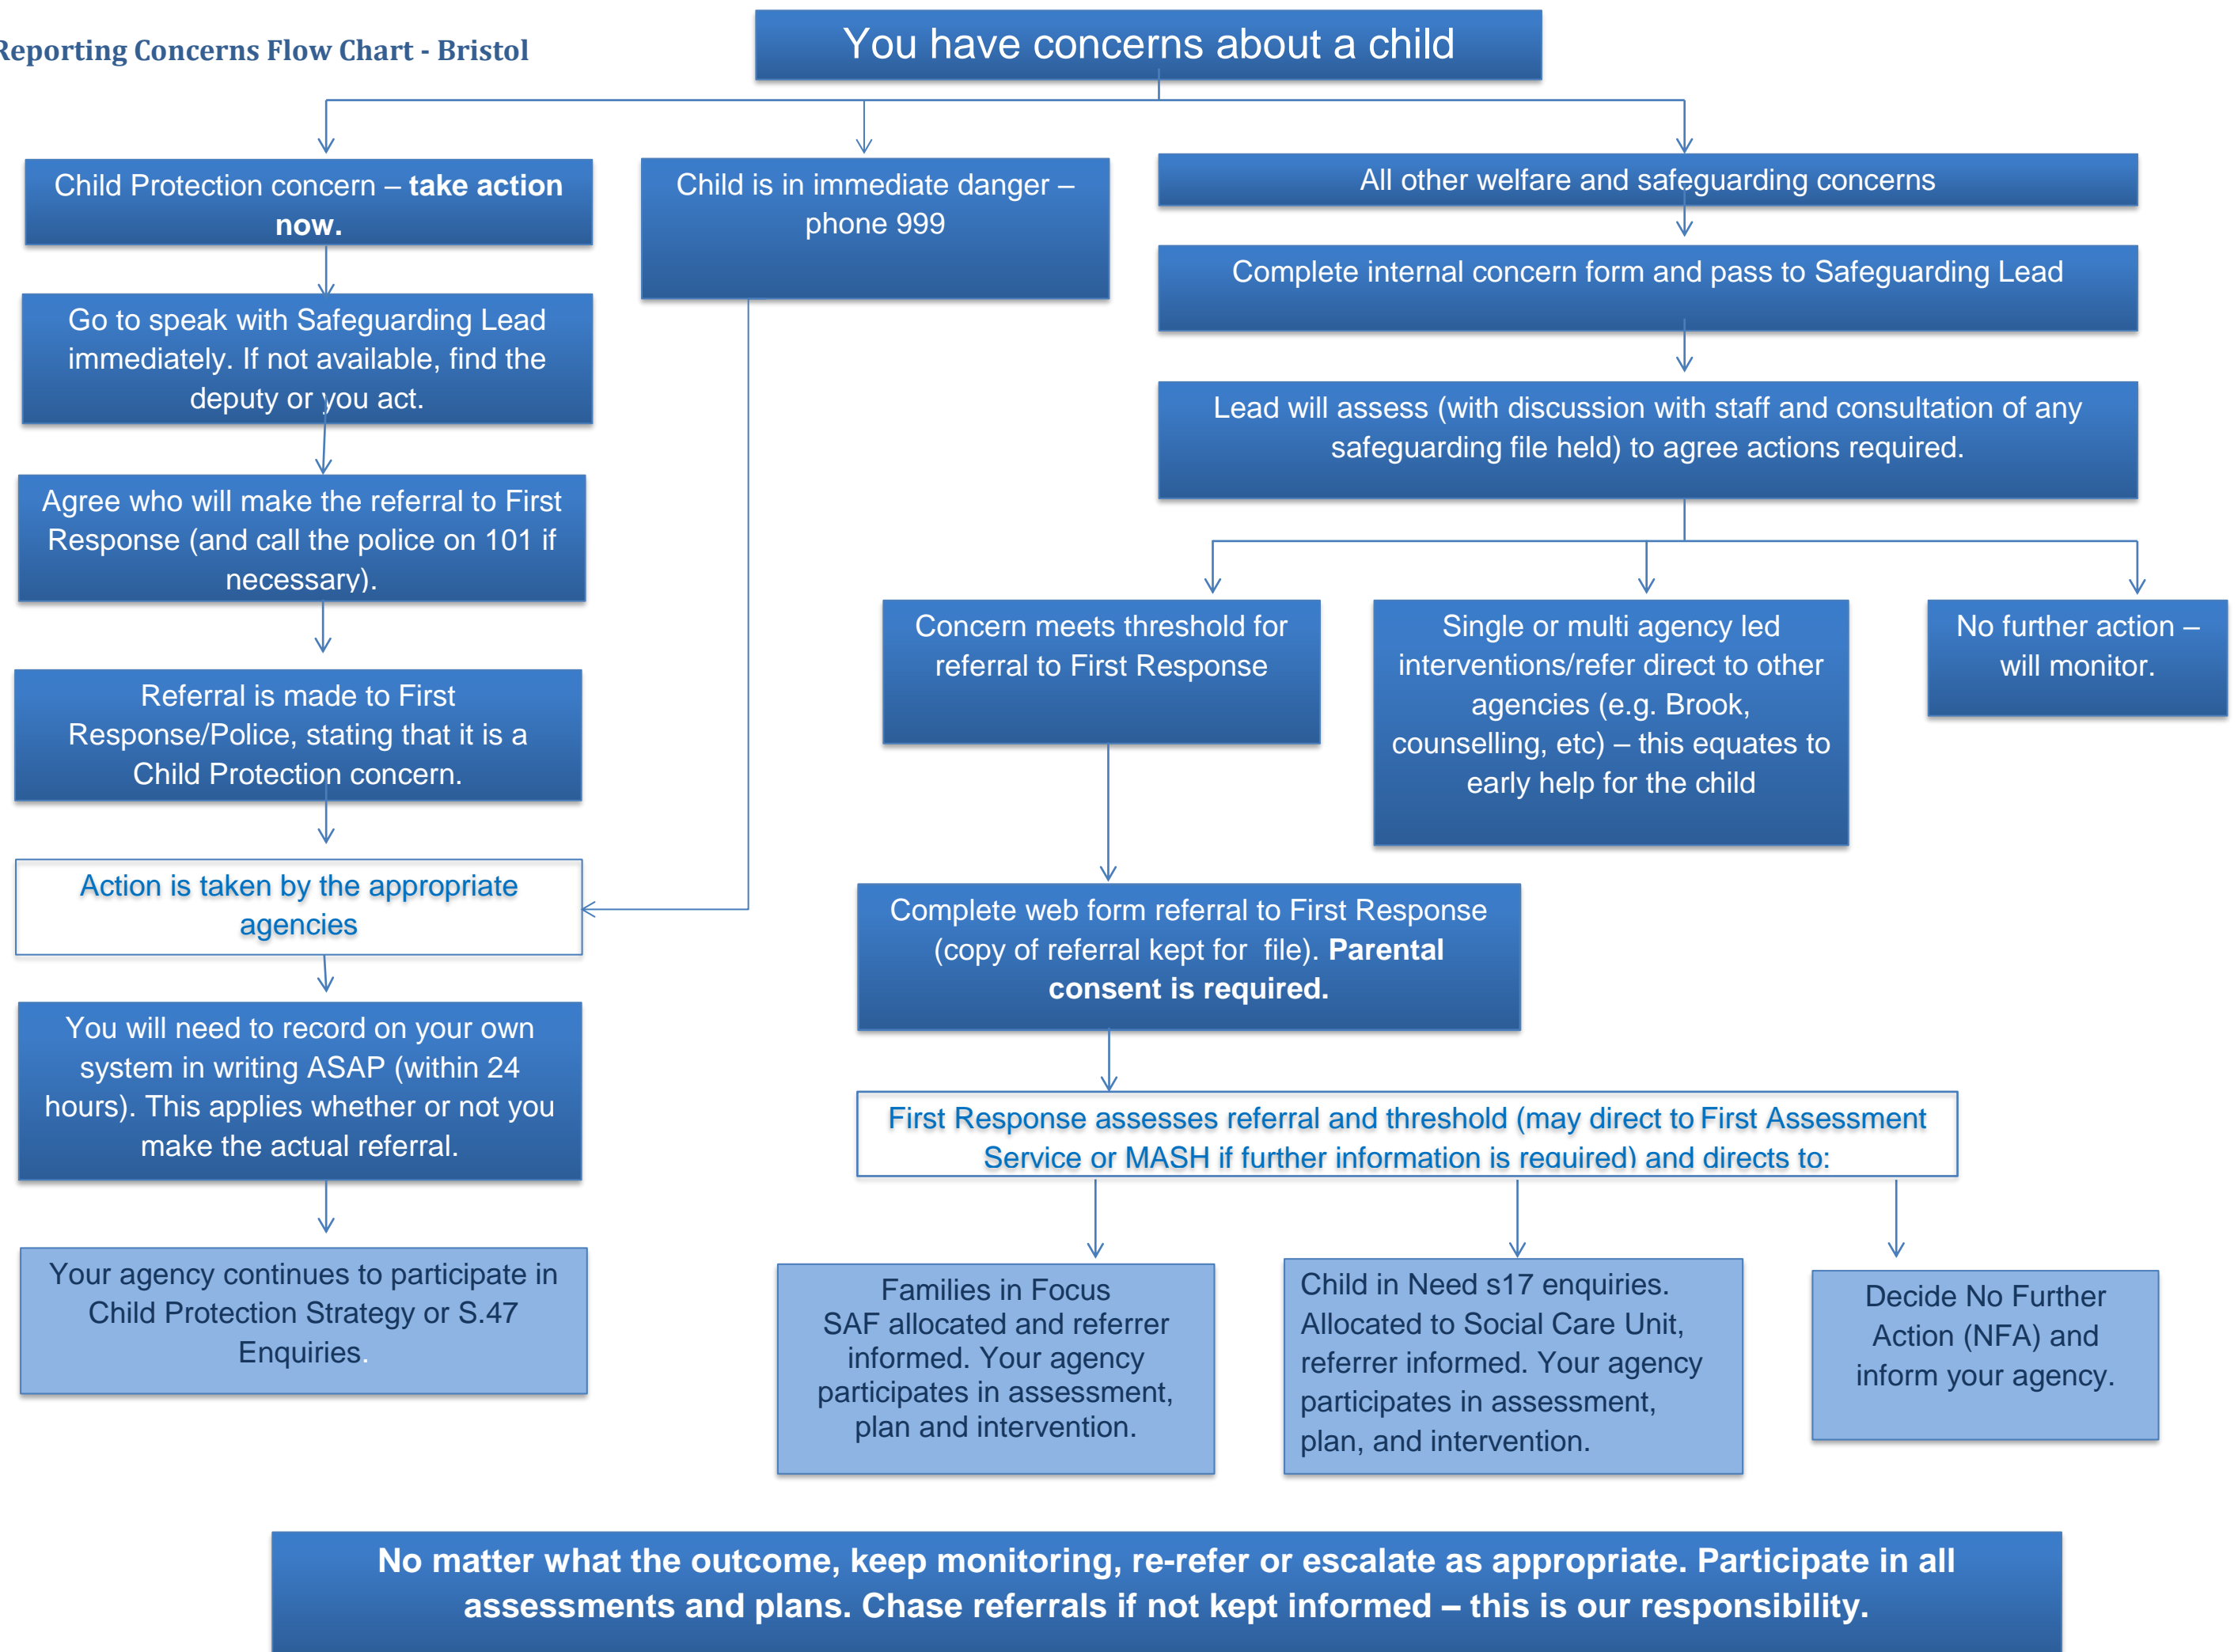 Reporting Concerns Flow Chart - Bristol
You have concerns about a child
Child Protection concern – take action
now.
Go to speak with Safeguarding Lead
immediately. If not available, find the
deputy or you act.
Agree who will make the referral to First
Response (and call the police on 101 if
necessary).
Referral is made to First
Response/Police, stating that it is a
Child Protection concern.
Action is taken by the appropriate
agencies
You will need to record on your own
system in writing ASAP (within 24
hours). This applies whether or not you
make the actual referral.
Your agency continues to participate in
Child Protection Strategy or S.47
Enquiries.
Child is in immediate danger –
phone 999
All other welfare and safeguarding concerns
Complete internal concern form and pass to Safeguarding Lead
Lead will assess (with discussion with staff and consultation of any
safeguarding file held) to agree actions required.
Concern meets threshold for
referral to First Response
Single or multi agency led
interventions/refer direct to other
agencies (e.g. Brook,
counselling, etc) – this equates to
early help for the child
No further action –
will monitor.
Complete web form referral to First Response
(copy of referral kept for file). Parental
consent is required.
First Response assesses referral and threshold (may direct to First Assessment
Service or MASH if further information is required) and directs to:
Families in Focus
SAF allocated and referrer
informed. Your agency
participates in assessment,
plan and intervention.
Child in Need s17 enquiries.
Allocated to Social Care Unit,
referrer informed. Your agency
participates in assessment,
plan, and intervention.
Decide No Further
Action (NFA) and
inform your agency.
No matter what the outcome, keep monitoring, re-refer or escalate as appropriate. Participate in all
assessments and plans. Chase referrals if not kept informed – this is our responsibility.